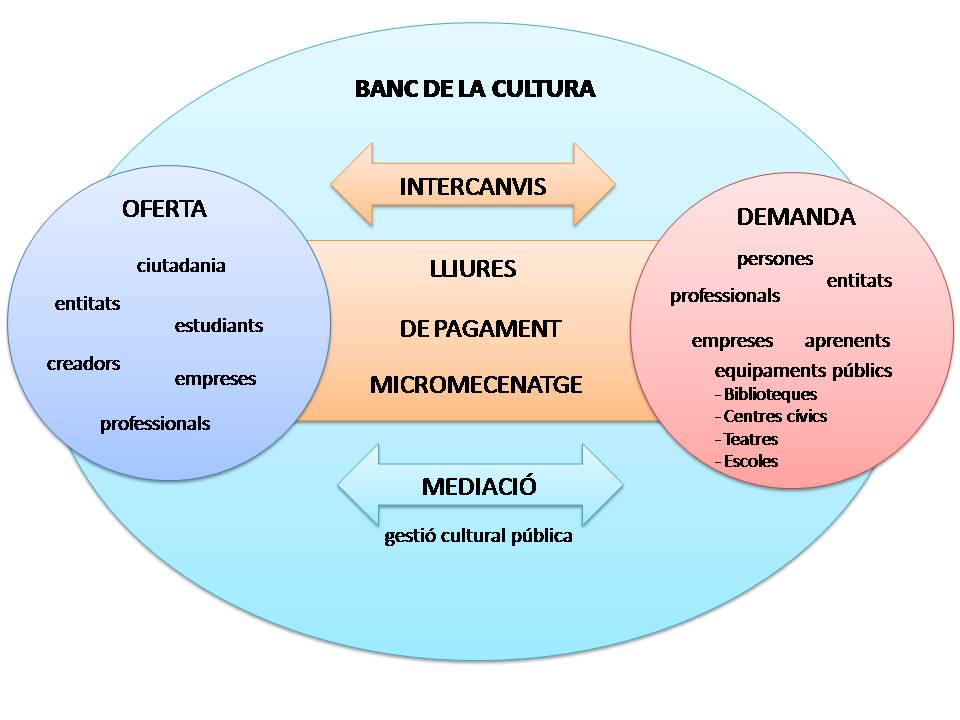 BANC DE LA CULTURA
INTERCANVIS
OFERTA
ciutadania
entitats
estudiants
creadors
empreses
professionals
LLIURES
DE PAGAMENT
MICROMECENATGE
DEMANDA
persones
entitats
professionals
empreses aprenents
equipaments públics
- Biblioteques
- Centres cívics
- Teatres
- Escoles
MEDIACIÓ
gestió cultural pública